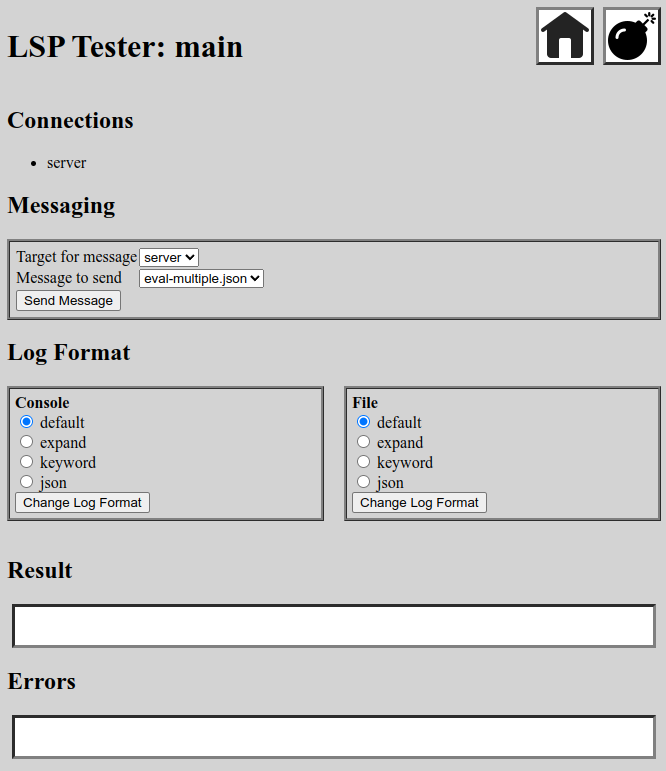 LSP Tester: main
Connections
server
Messaging
Target for message server
Message to send eval-multiple.json
Send Message
Log Format
Console
default
expand
keyword
json
Change Log Format
File
default
expand
keyword
json
Change Log Format
Result
Errors